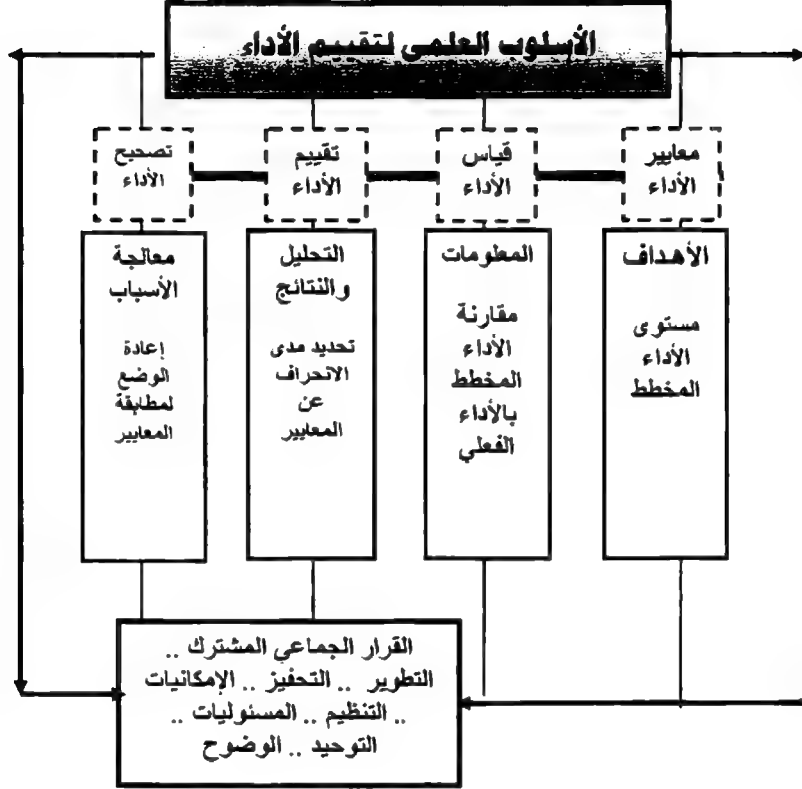 الأسلوب العلمى لتقييم الأداء
معايير
الأداء
قياس
الأداء
تقييم
الأداء
تصحيح
الأداء
الأهداف
مستوى
الأداء
المخطط
المعلومات
مقارنة
الأداء
المخطط
بالأداء
الفعلي
التحليل
والنتائج
تحديد مدى
الانحراف
عن
المعايير
معالجة
الأسباب
إعادة
الوضع
لمطابقة
المعايير
القرار الجماعي المشترك ..
التطوير .. التحفيز .. الإمكانيات
.. التنظيم .. المسئوليات ..
التوحيد .. الوضوح